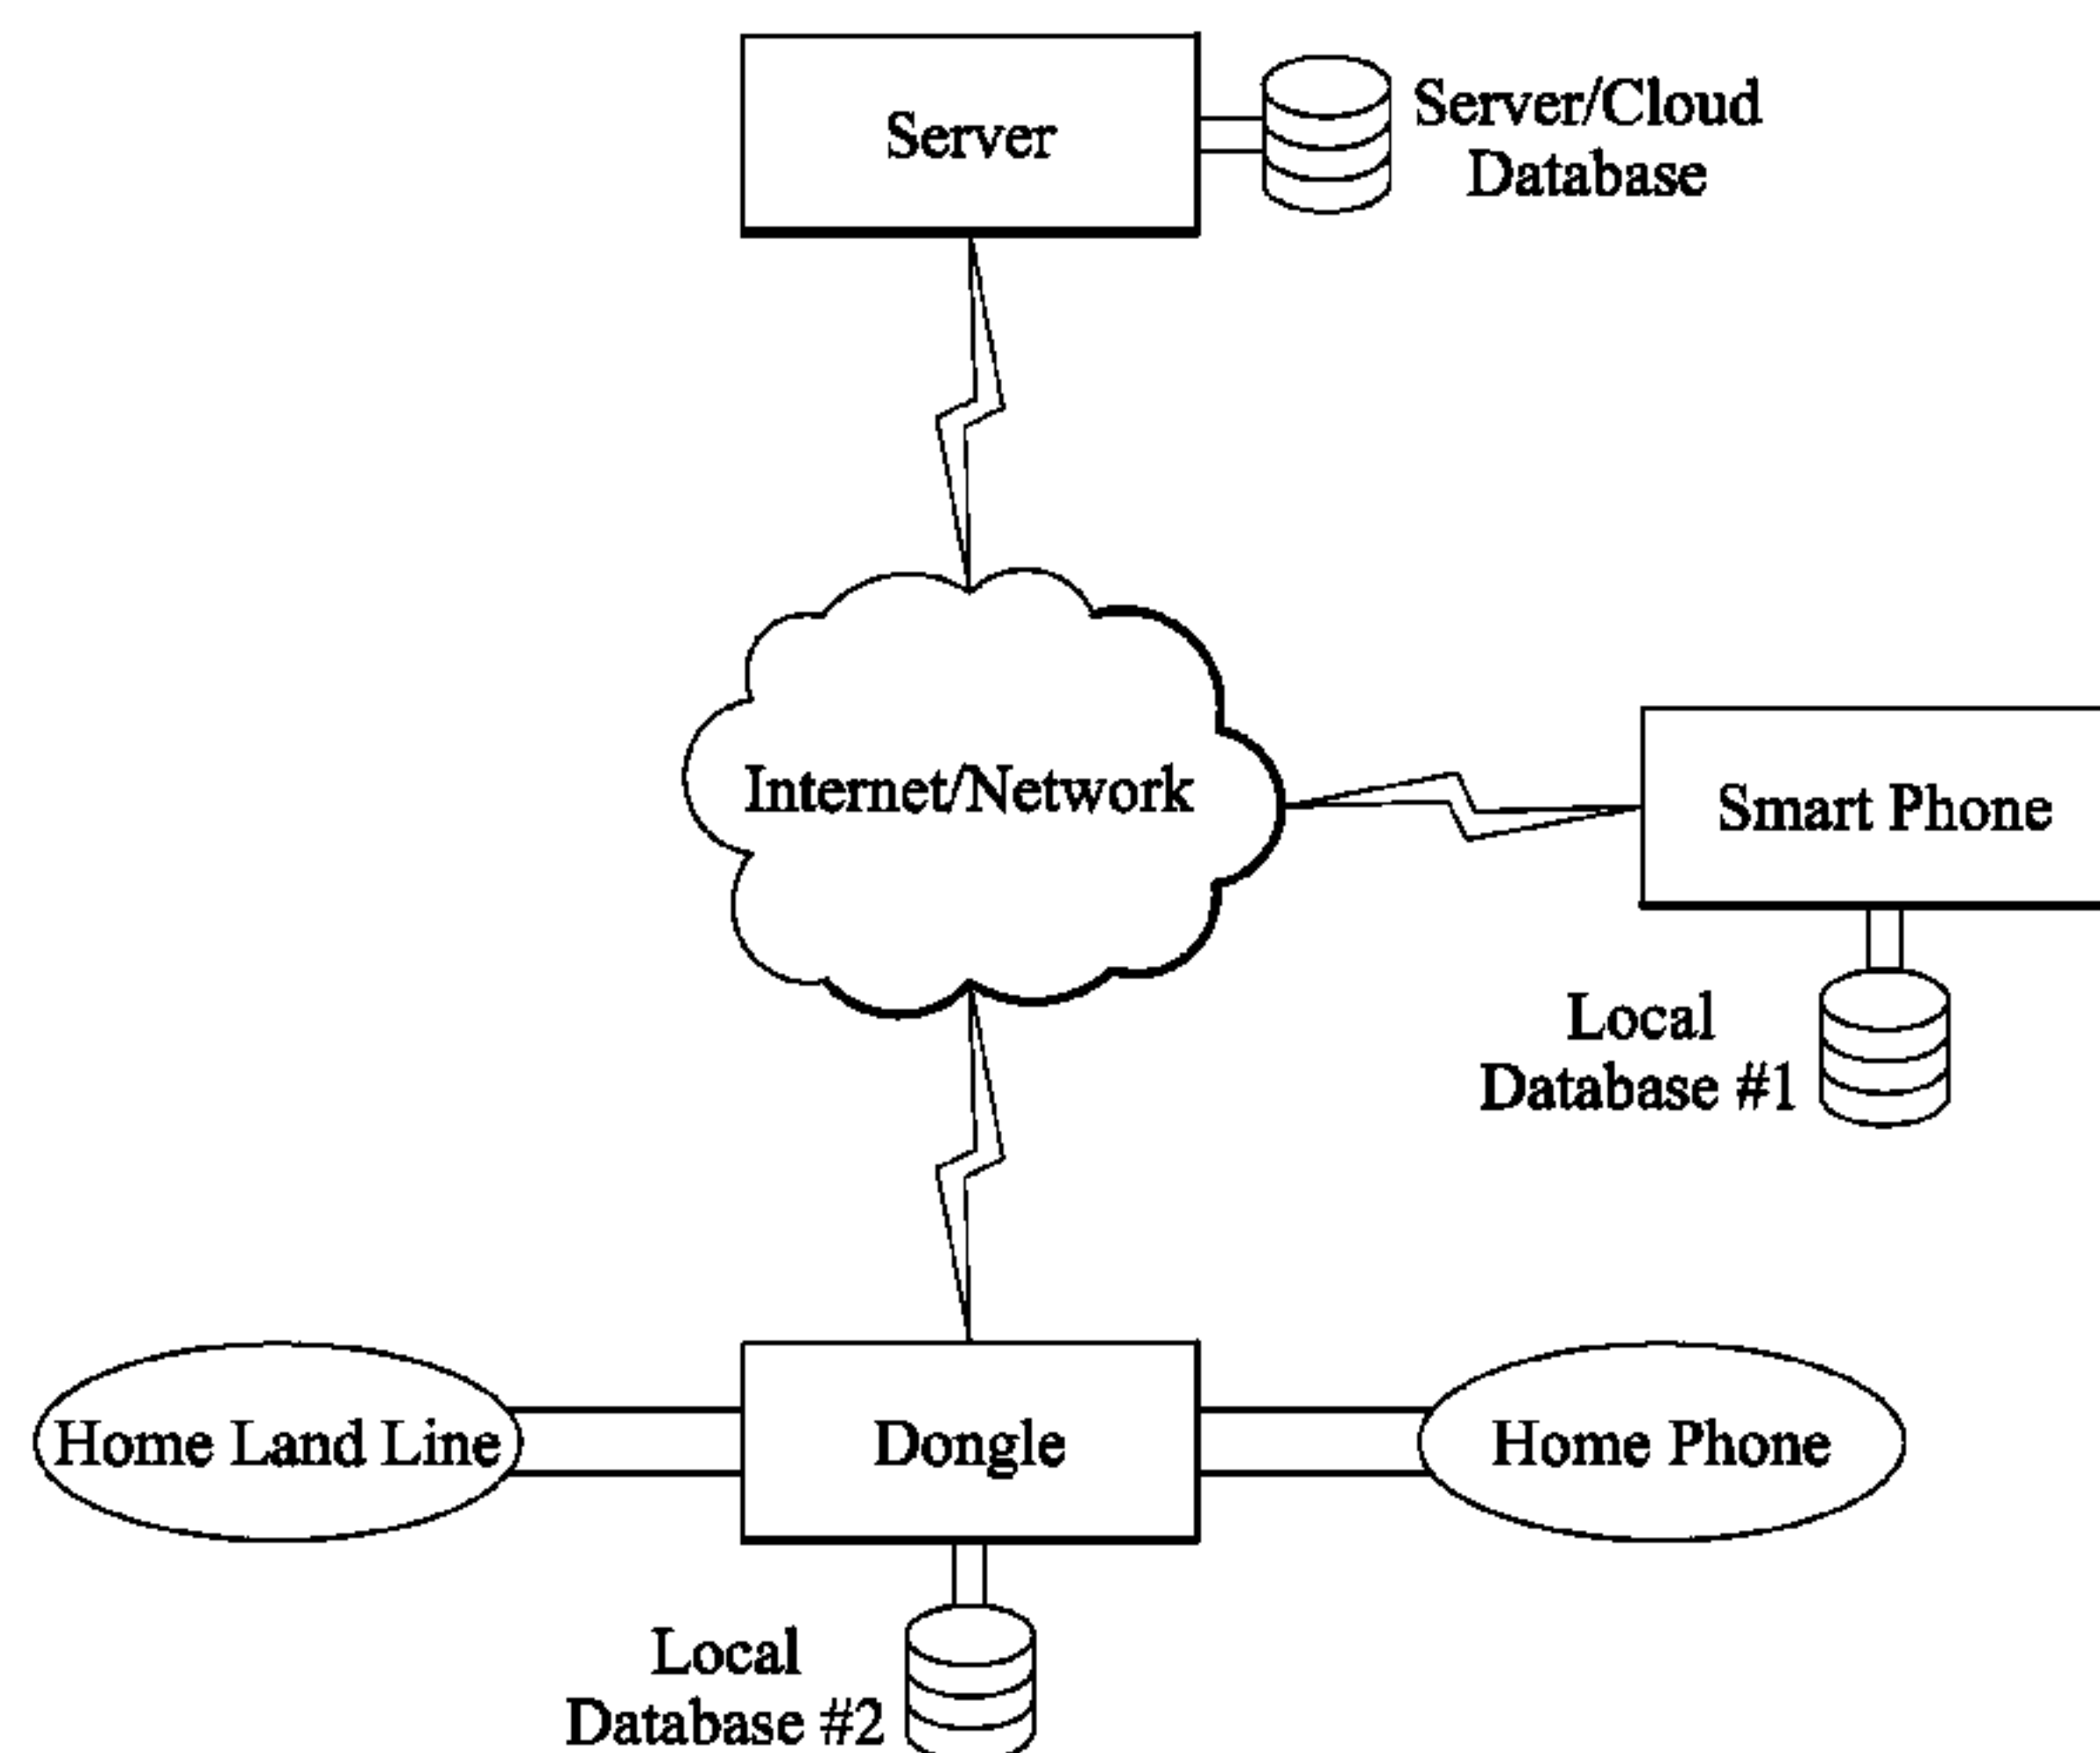 Server
Server/Cloud
Database
Internet/Network
Smart Phone
Local
Database #1
Home Land Line
Dongle
Home Phone
Local
Database #2